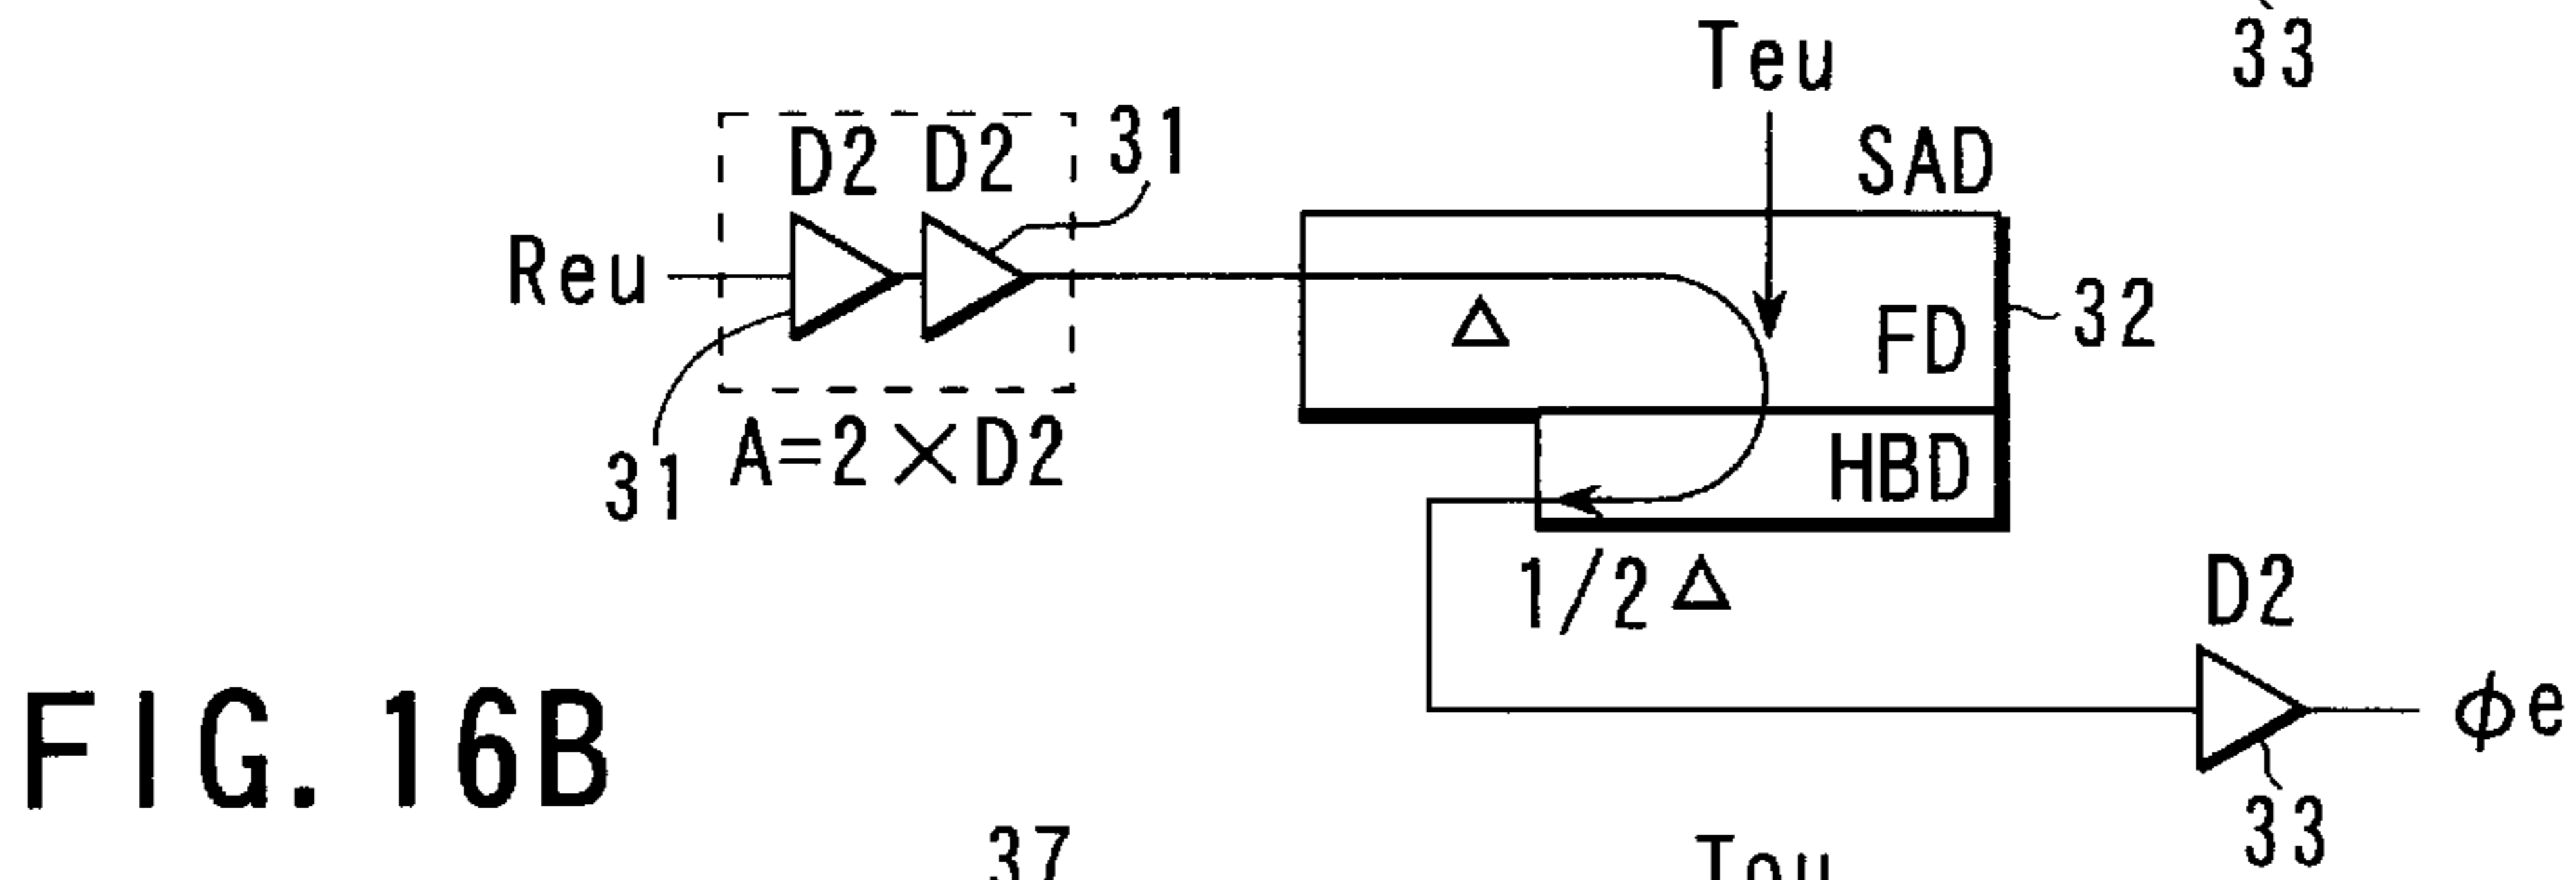 33
Teu
D2 D2 31
SAD
Reu
Δ
FD
32
31
A=2×D2
HBD
1/2 Δ
D2
φe
33
FIG. 16B
37